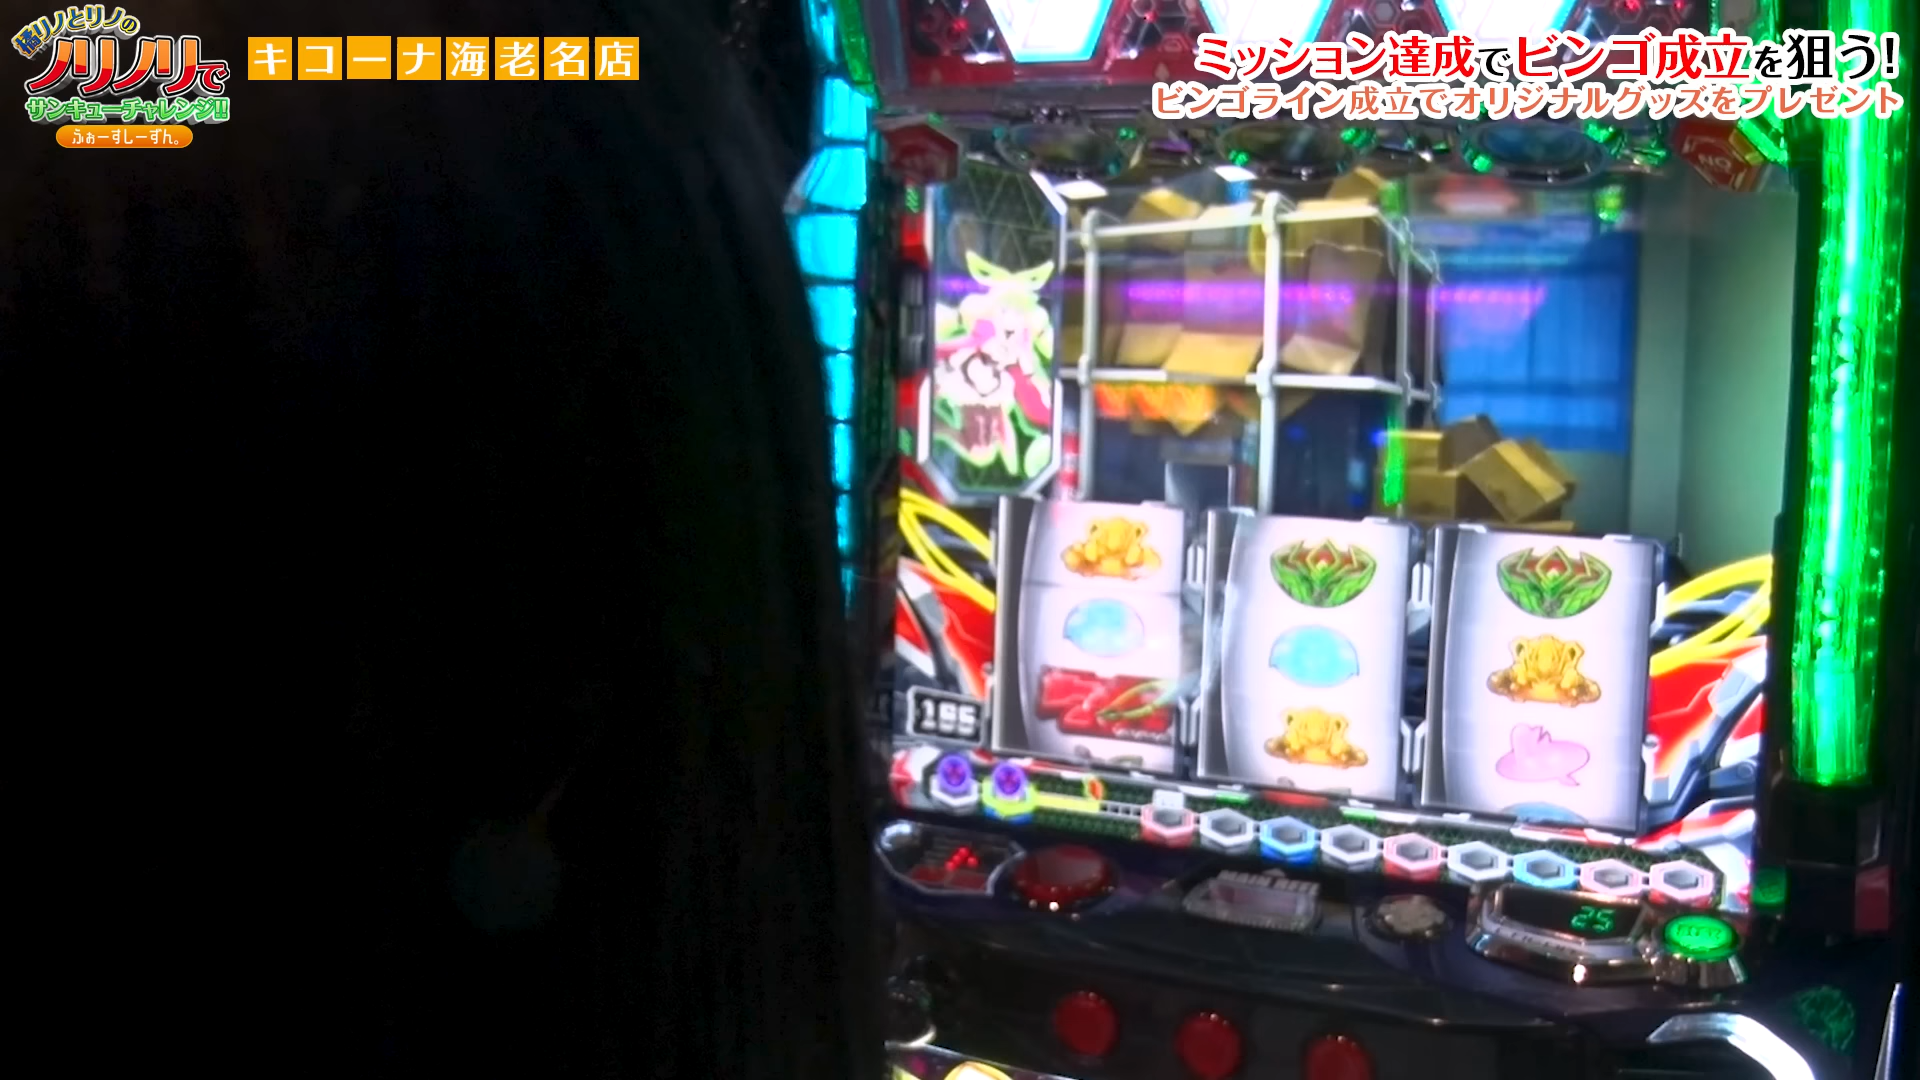 橘リノとリノの
ノリノリで
サンキューチャレンジ!!
ふぁーすとしーずん。
キコーナ海老名店
ミッション達成でビンゴ成立を狙う!
ビンゴライン成立でオリジナルグッズをプレゼント
NO
195
25